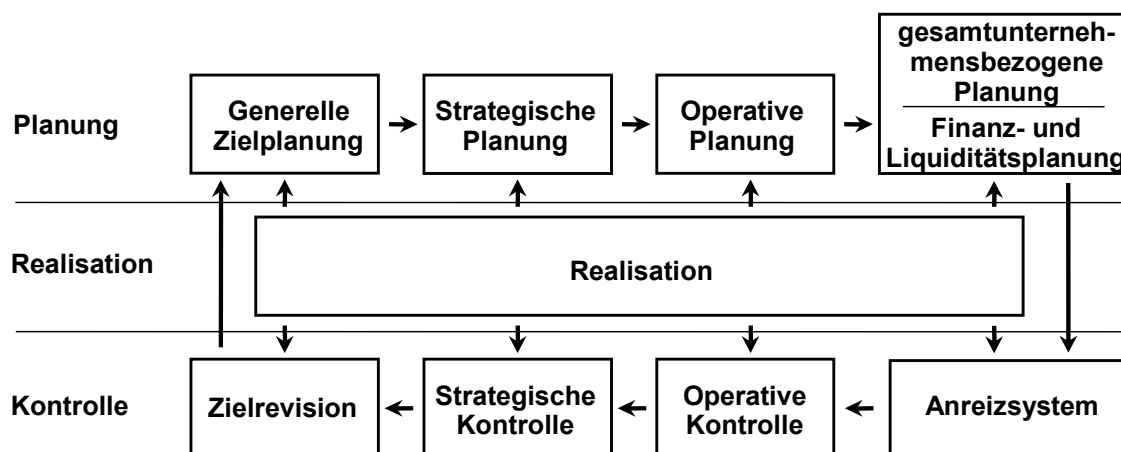 Planung
Generelle
Zielplanung
Strategische
Planung
Operative
Planung
gesamtunterneh-
mensbezogene
Planung
Finanz- und
Liquiditätsplanung
Realisation
Realisation
Kontrolle
Zielrevision
Strategische
Kontrolle
Operative
Kontrolle
Anreizsystem